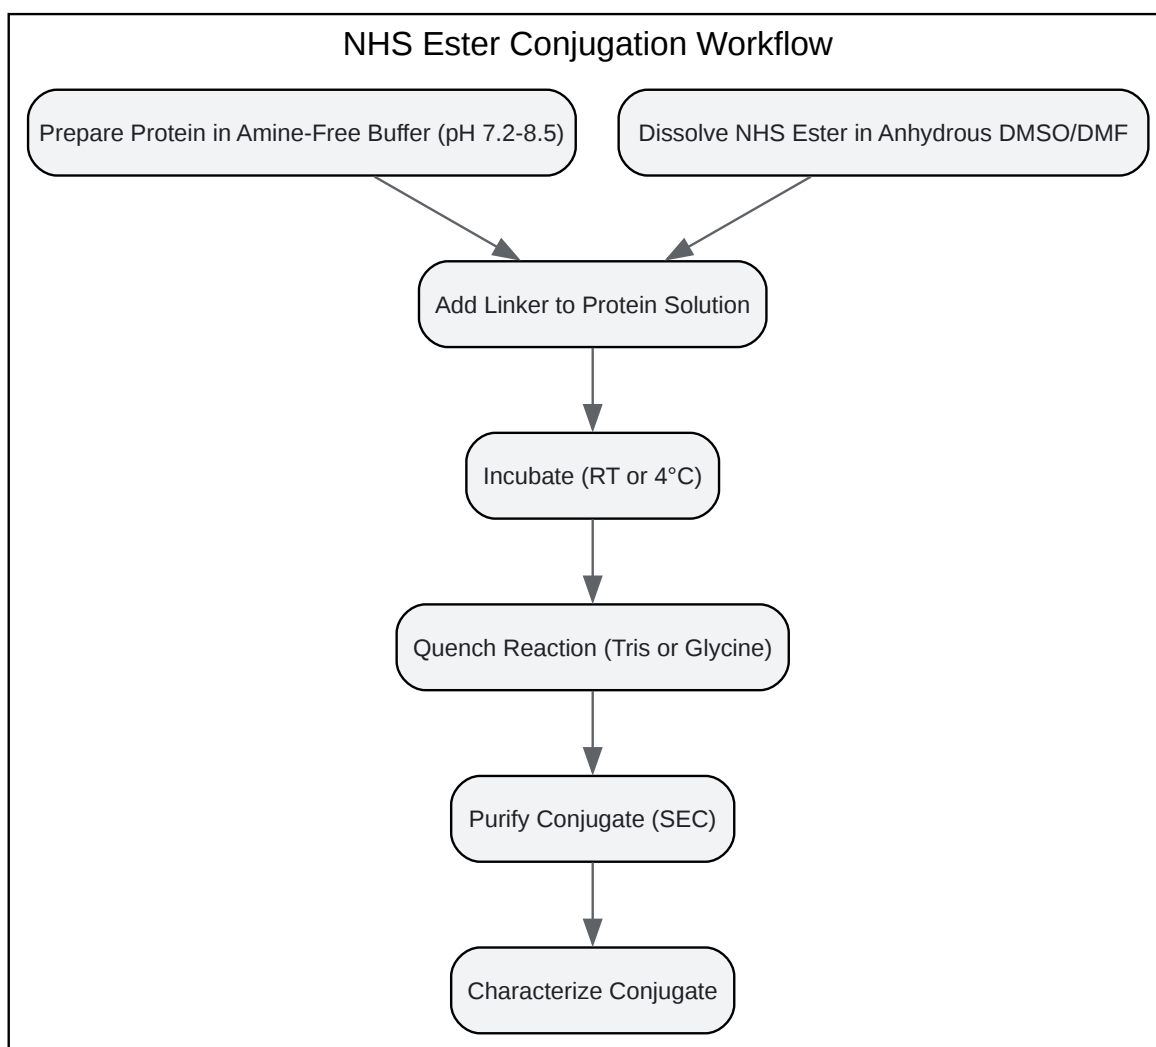 NHS Ester Conjugation Workflow
Prepare Protein in Amine-Free Buffer (pH 7.2-8.5)
Dissolve NHS Ester in Anhydrous DMSO/DMF
Add Linker to Protein Solution
Incubate (RT or 4°C)
Quench Reaction (Tris or Glycine)
Purify Conjugate (SEC)
Characterize Conjugate